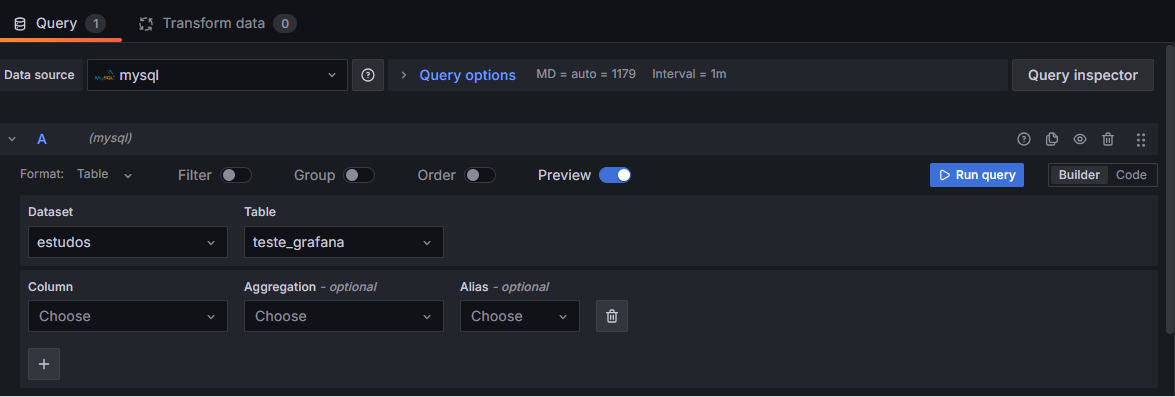 Query 1 Transform data 0
Data source mysql Query options MD = auto = 1179 Interval = 1m Query inspector
A (mysql)
Format: Table Filter Group Order Preview Run query Builder Code
Dataset Table
estudos teste_grafana
Column Aggregation - optional Alias - optional
Choose Choose Choose